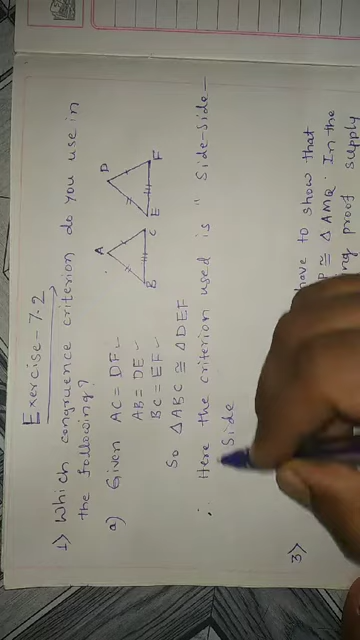 Exercise-7.2
1) Which congruence criterion do you use in
the following?
a) Given AC = DF
AB = DE
BC = EF
A
B
C
D
E
F
So △ABC ≅ △DEF
∴ Here the criterion used is "Side-Side-
Side
3)
have to show that
≅ △AMQ. In the
proof supply